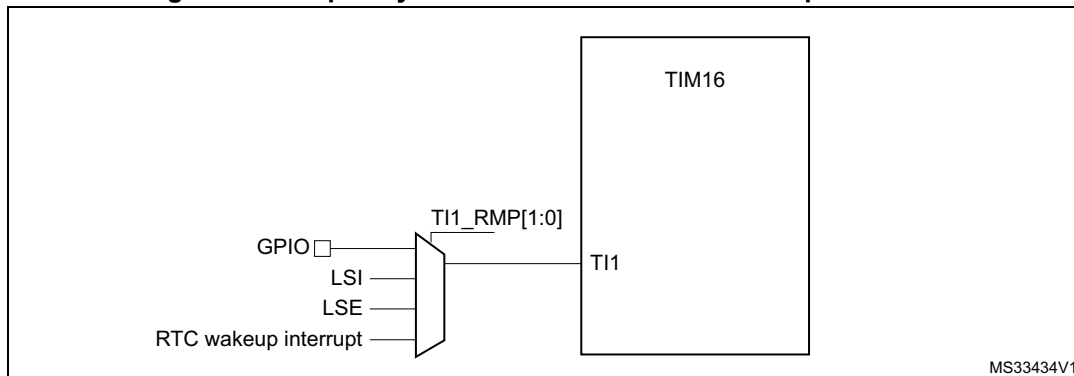 TIM16
TI1_RMP[1:0]
GPIO
TI1
LSI
LSE
RTC wakeup interrupt
MS33434V1